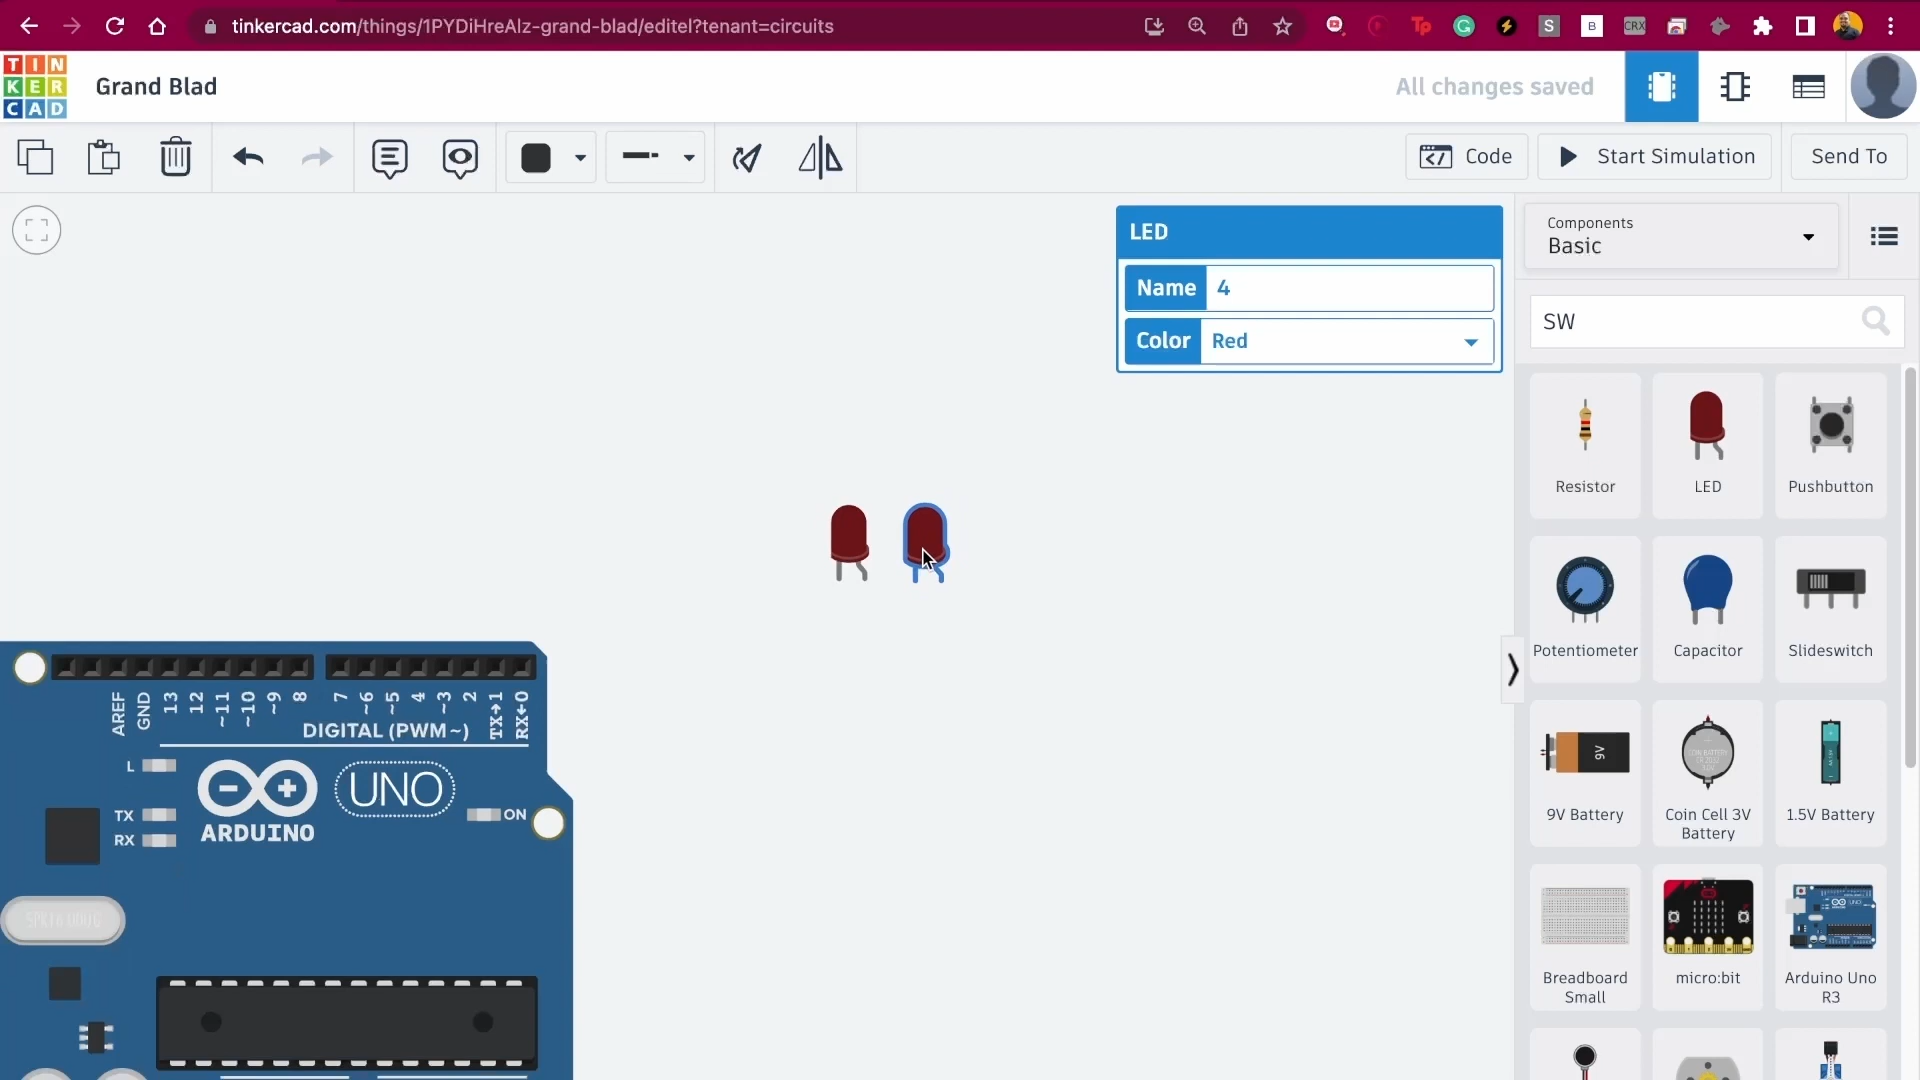 tinkercad.com/things/1PYDiHreAlz-grand-blad/editel?tenant=circuits
Tp
G
S
B
CRX
TIN
KER
CAD
Grand Blad
All changes saved
Code
Start Simulation
Send To
LED
Name 4
Color Red
Components
Basic
SW
Resistor
LED
Pushbutton
Potentiometer
Capacitor
Slideswitch
9V
9V Battery
Coin Cell 3V
Battery
1.5V Battery
Breadboard
Small
micro:bit
Arduino Uno
R3
AREF
GND
13
12
~11
~10
~9
8
7
~6
~5
4
~3
2
TX→1
RX←0
DIGITAL (PWM ~)
L
TX
RX
UNO
ARDUINO
ON